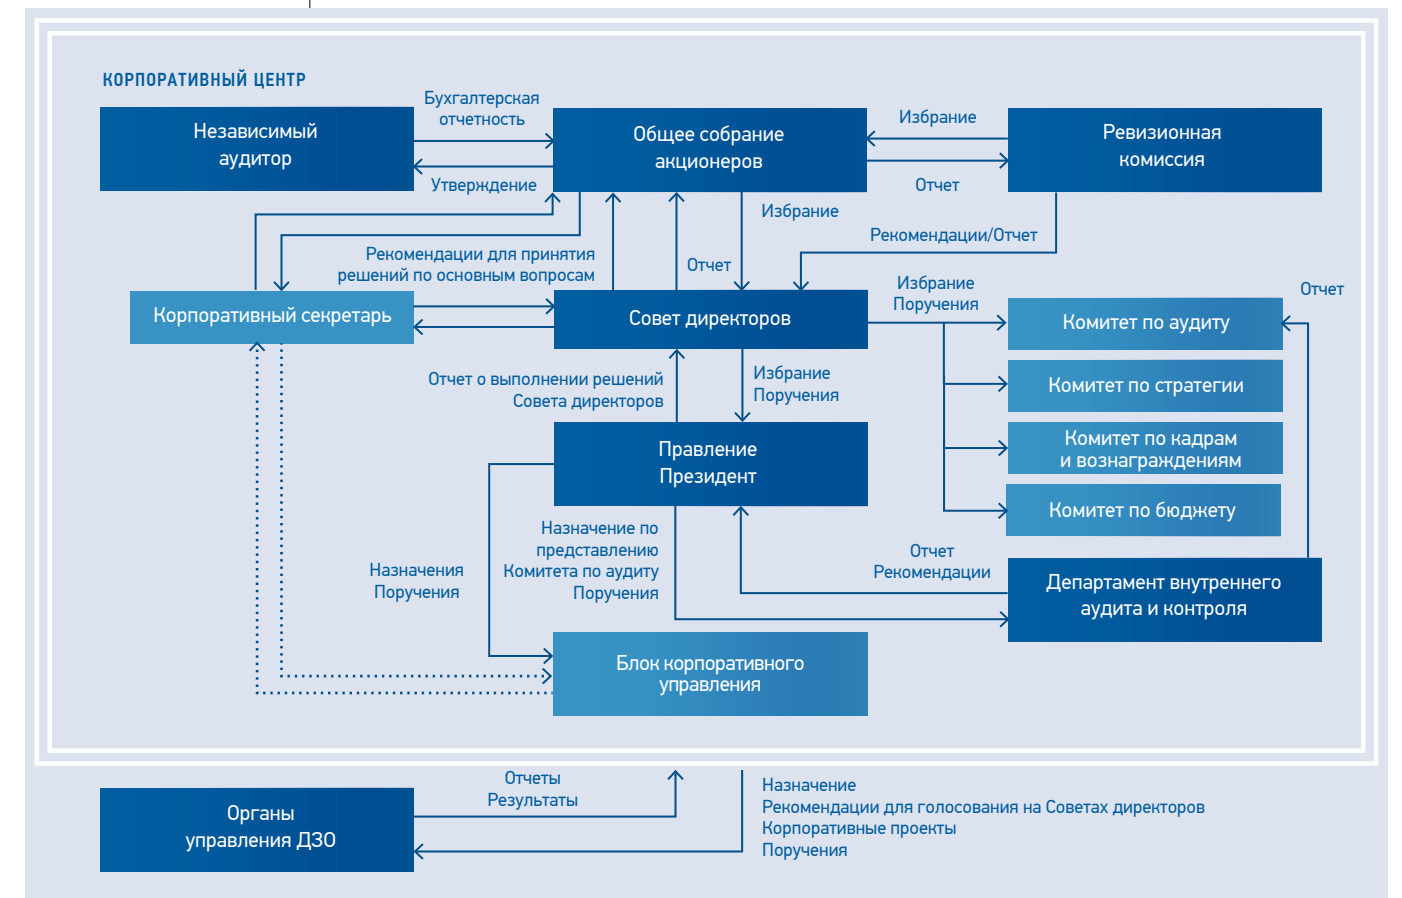 КОРПОРАТИВНЫЙ ЦЕНТР
Независимый
аудитор
Бухгалтерская
отчетность
Утверждение
Общее собрание
акционеров
Избрание
Отчет
Ревизионная
комиссия
Рекомендации для принятия
решений по основным вопросам
Отчет
Избрание
Рекомендации/Отчет
Корпоративный секретарь
Совет директоров
Избрание
Поручения
Отчет
Комитет по аудиту
Комитет по стратегии
Комитет по кадрам
и вознаграждениям
Комитет по бюджету
Отчет о выполнении решений
Совета директоров
Избрание
Поручения
Правление
Президент
Назначения
Поручения
Назначение по
представлению
Комитета по аудиту
Поручения
Отчет
Рекомендации
Департамент внутреннего
аудита и контроля
Блок корпоративного
управления
Органы
управления ДЗО
Отчеты
Результаты
Назначение
Рекомендации для голосования на Советах директоров
Корпоративные проекты
Поручения